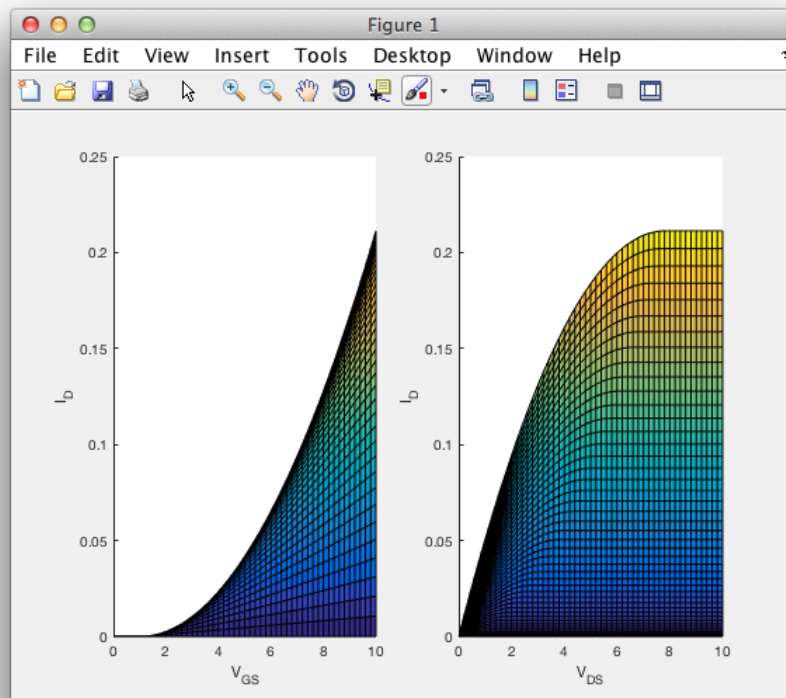 Figure 1
File Edit View Insert Tools Desktop Window Help
0.25
0.2
0.15
0.1
0.05
0
I_D
0 2 4 6 8 10
V_GS
0.25
0.2
0.15
0.1
0.05
0
I_D
0 2 4 6 8 10
V_DS